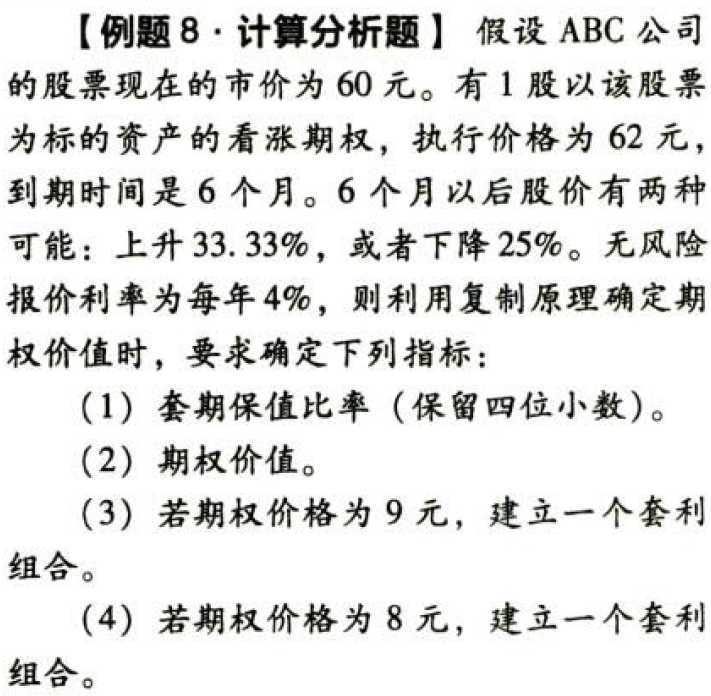 【例题8·计算分析题】 假设 ABC 公司
的股票现在的市价为 60 元。有 1 股以该股票
为标的资产的看涨期权，执行价格为 62 元，
到期时间是 6 个月。6 个月以后股价有两种
可能：上升 33.33%，或者下降 25%。无风险
报价利率为每年 4%，则利用复制原理确定期
权价值时，要求确定下列指标：
（1）套期保值比率（保留四位小数）。
（2）期权价值。
（3）若期权价格为 9 元，建立一个套利
组合。
（4）若期权价格为 8 元，建立一个套利
组合。